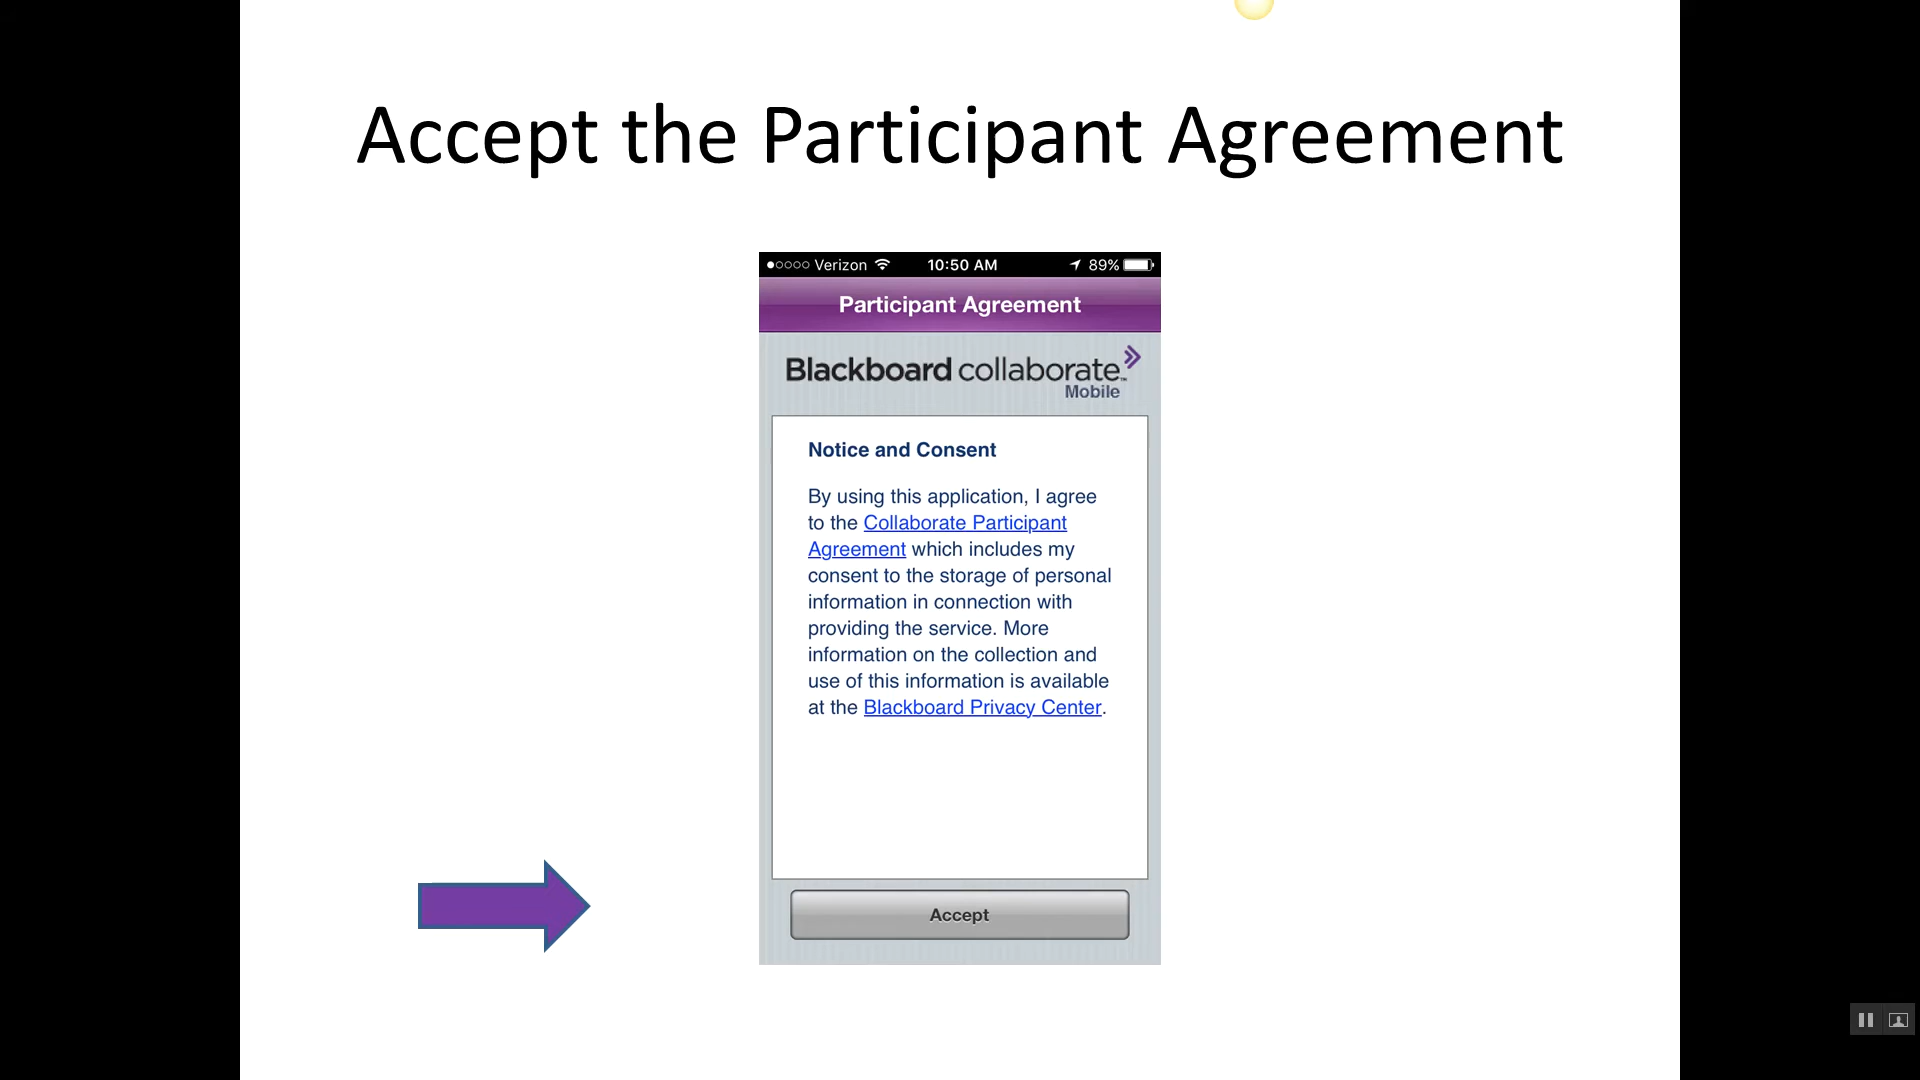 Accept the Participant Agreement
Verizon 10:50 AM 89%
Participant Agreement
Blackboard collaborate™
Mobile
Notice and Consent
By using this application, I agree
to the Collaborate Participant
Agreement which includes my
consent to the storage of personal
information in connection with
providing the service. More
information on the collection and
use of this information is available
at the Blackboard Privacy Center.
Accept